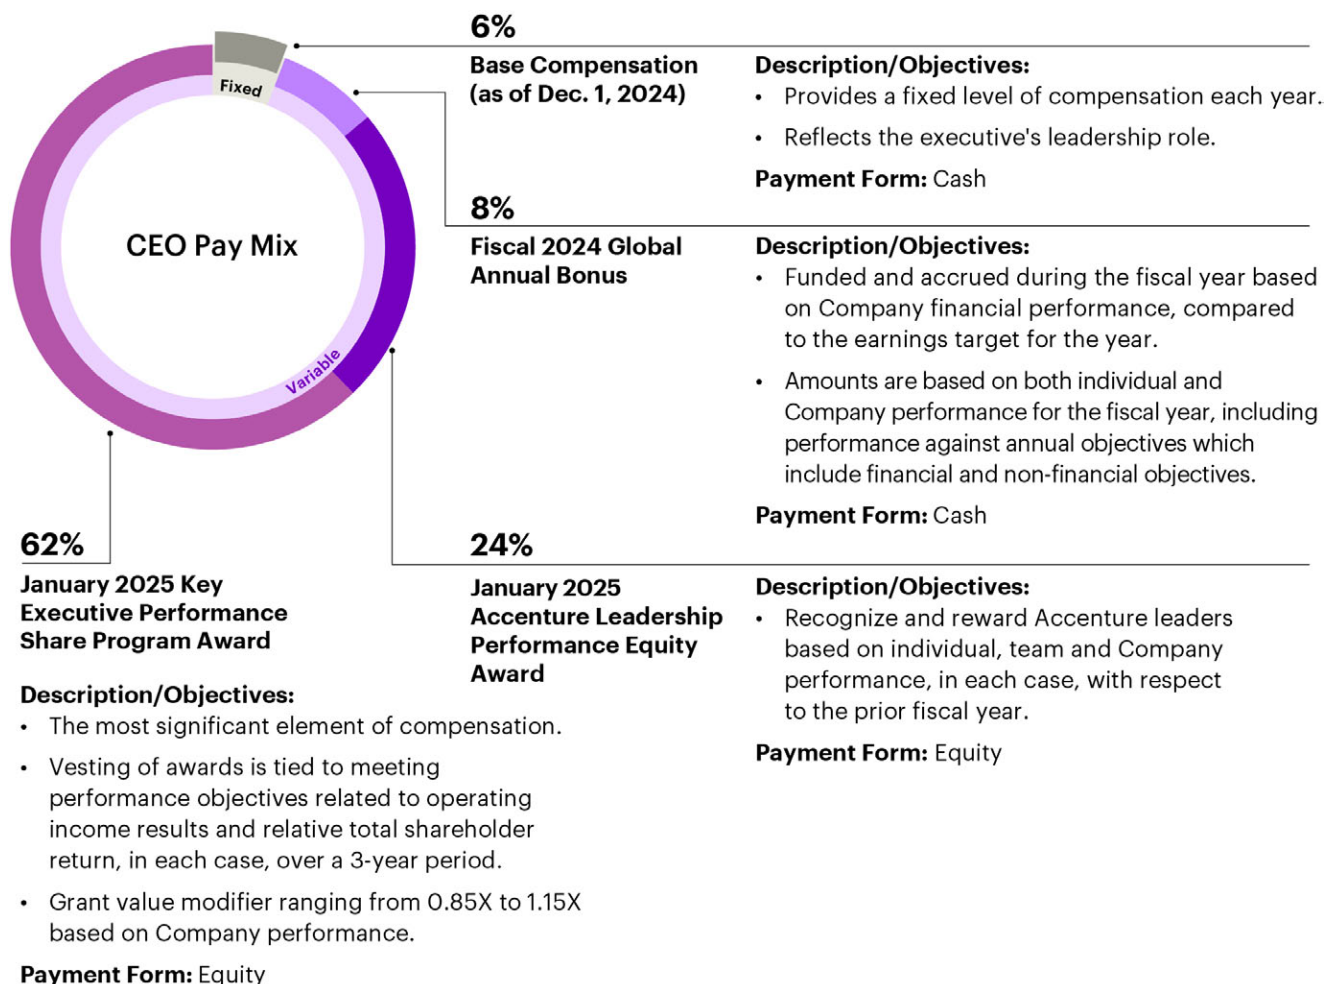 CEO Pay Mix
Fixed
Variable
6%
Base Compensation
(as of Dec. 1, 2024)
Description/Objectives:
• Provides a fixed level of compensation each year.
• Reflects the executive's leadership role.
Payment Form: Cash
8%
Fiscal 2024 Global
Annual Bonus
Description/Objectives:
• Funded and accrued during the fiscal year based
on Company financial performance, compared
to the earnings target for the year.
• Amounts are based on both individual and
Company performance for the fiscal year, including
performance against annual objectives which
include financial and non-financial objectives.
Payment Form: Cash
24%
January 2025
Accenture Leadership
Performance Equity
Award
Description/Objectives:
• Recognize and reward Accenture leaders
based on individual, team and Company
performance, in each case, with respect
to the prior fiscal year.
Payment Form: Equity
62%
January 2025 Key
Executive Performance
Share Program Award
Description/Objectives:
• The most significant element of compensation.
• Vesting of awards is tied to meeting
performance objectives related to operating
income results and relative total shareholder
return, in each case, over a 3-year period.
• Grant value modifier ranging from 0.85X to 1.15X
based on Company performance.
Payment Form: Equity